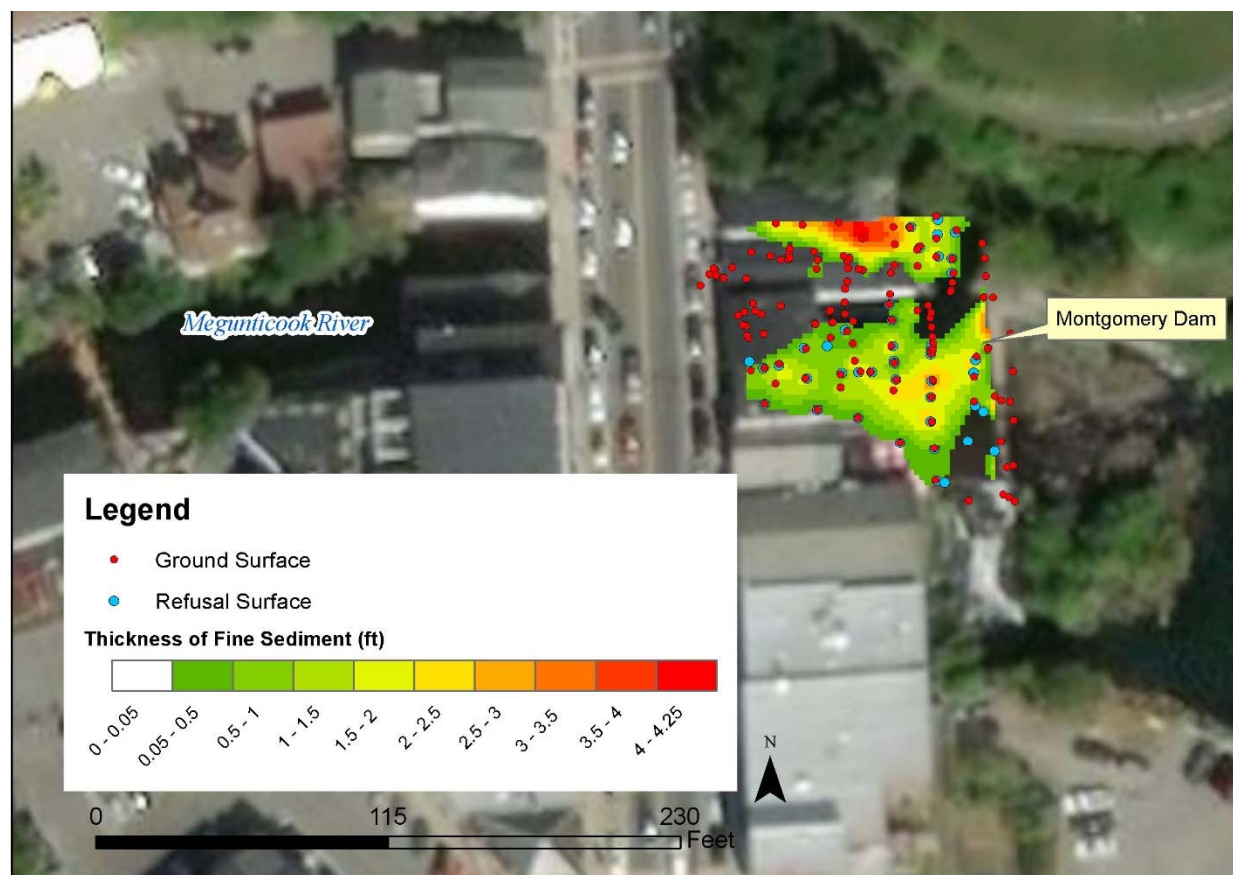 Megunticook River
Montgomery Dam
Legend
Ground Surface
Refusal Surface
Thickness of Fine Sediment (ft)
0 - 0.05
0.05 - 0.5
0.5 - 1
1 - 1.5
1.5 - 2
2 - 2.5
2.5 - 3
3 - 3.5
3.5 - 4
4 - 4.25
N
0 115 230
Feet